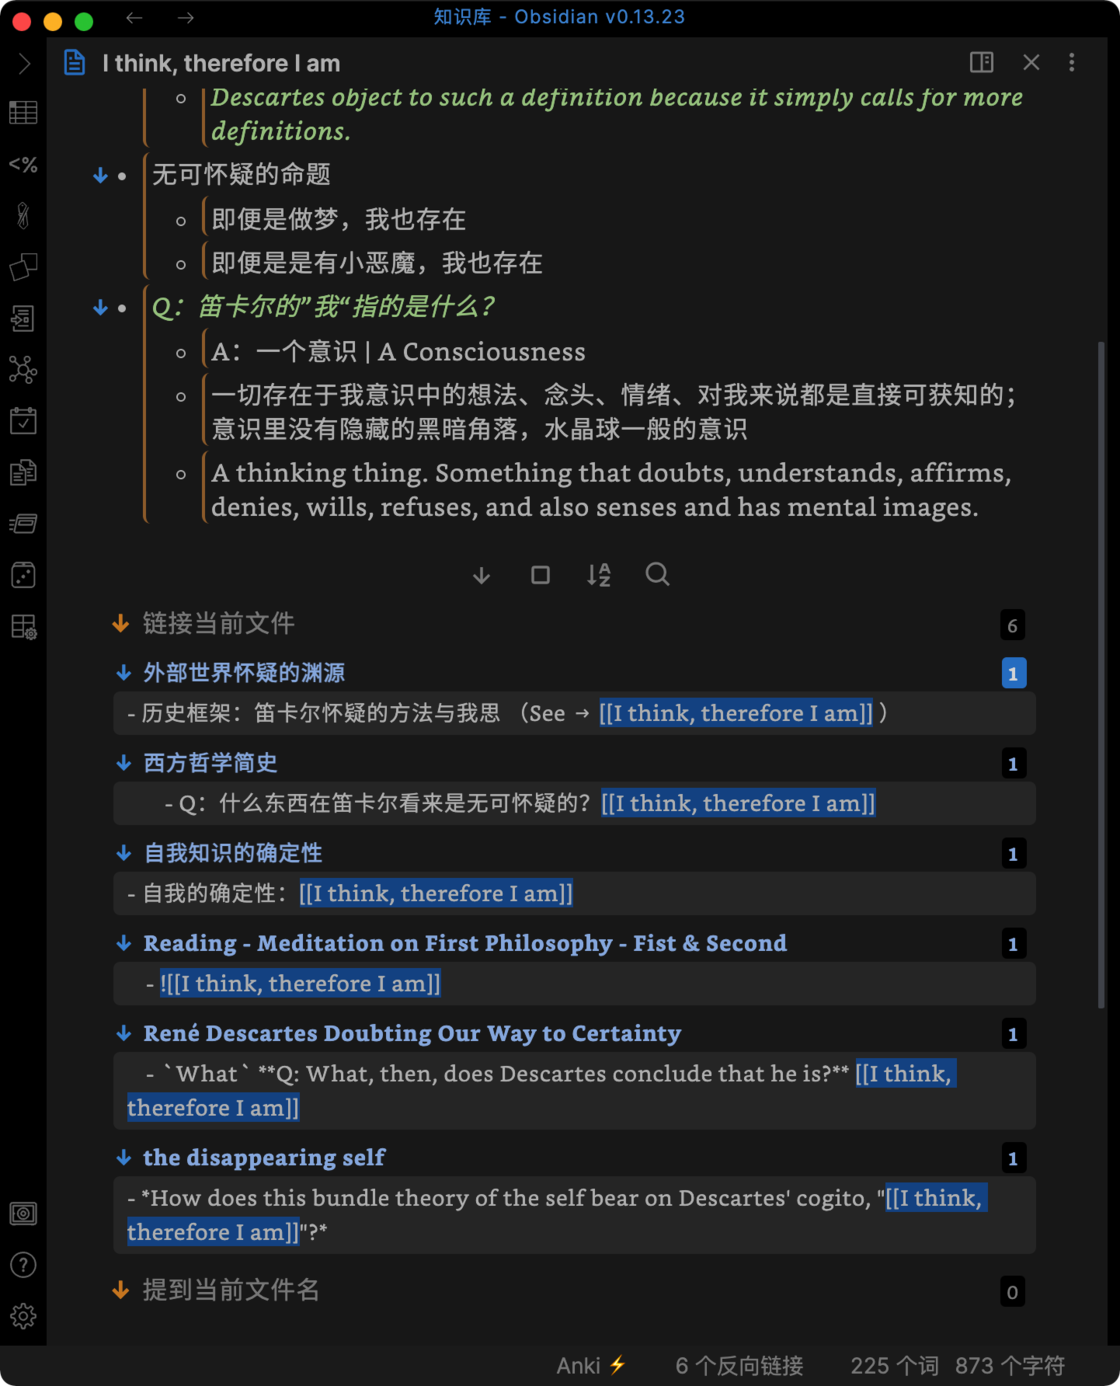 知识库 - Obsidian v0.13.23
I think, therefore I am
Descartes object to such a definition because it simply calls for more
definitions.
无可怀疑的命题
即便是做梦，我也存在
即便是是有小恶魔，我也存在
Q：笛卡尔的”我“指的是什么？
A：一个意识 | A Consciousness
一切存在于我意识中的想法、念头、情绪、对我来说都是直接可获知的；
意识里没有隐藏的黑暗角落，水晶球一般的意识
A thinking thing. Something that doubts, understands, affirms,
denies, wills, refuses, and also senses and has mental images.
链接当前文件 6
外部世界怀疑的渊源 1
- 历史框架：笛卡尔怀疑的方法与我思 （See → [[I think, therefore I am]] ）
西方哲学简史 1
- Q：什么东西在笛卡尔看来是无可怀疑的？[[I think, therefore I am]]
自我知识的确定性 1
- 自我的确定性：[[I think, therefore I am]]
Reading - Meditation on First Philosophy - Fist & Second 1
- ![[I think, therefore I am]]
René Descartes Doubting Our Way to Certainty 1
- `What` **Q: What, then, does Descartes conclude that he is?** [[I think,
therefore I am]]
the disappearing self 1
- *How does this bundle theory of the self bear on Descartes' cogito, "[[I think,
therefore I am]]"?*
提到当前文件名 0
Anki ⚡ 6 个反向链接 225 个词 873 个字符